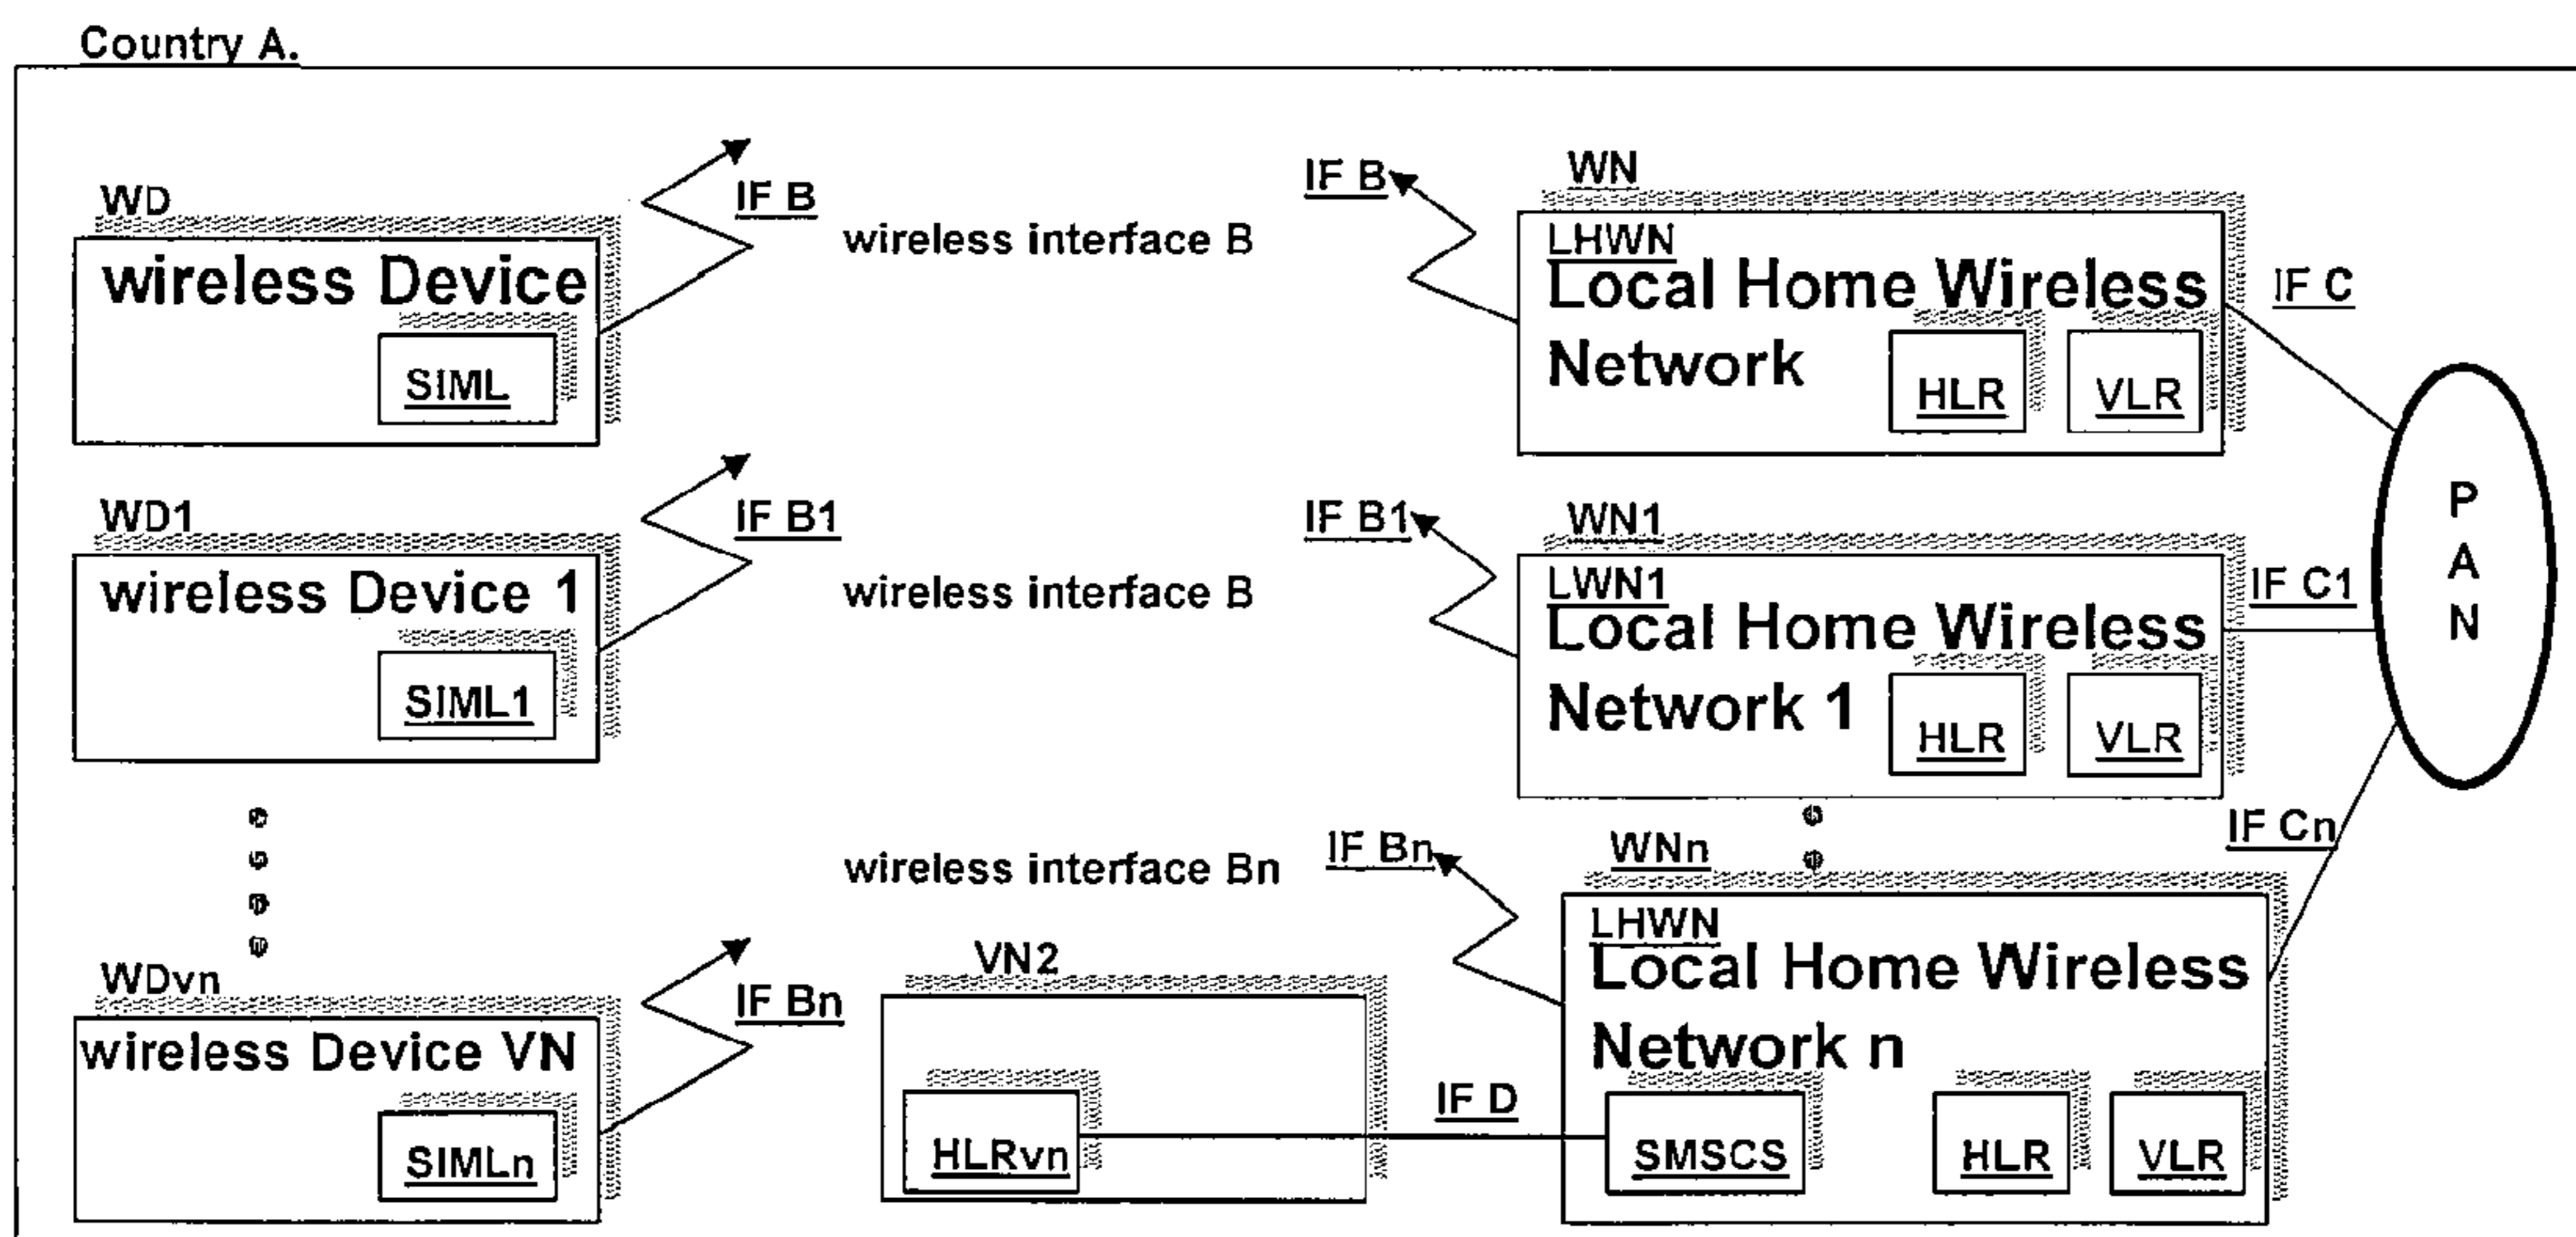 Country A.
WD
wireless Device
SIML
IF B
wireless interface B
IF B
WN
LHWN
Local Home Wireless
Network
HLR
VLR
IF C
WD1
wireless Device 1
SIML1
IF B1
wireless interface B
IF B1
WN1
LWN1
Local Home Wireless
Network 1
HLR
VLR
IF C1
P
A
N
WDvn
wireless Device VN
SIMLn
IF Bn
wireless interface Bn
VN2
HLRvn
IF D
IF Bn
WNn
LHWN
Local Home Wireless
Network n
SMSCS
HLR
VLR
IF Cn